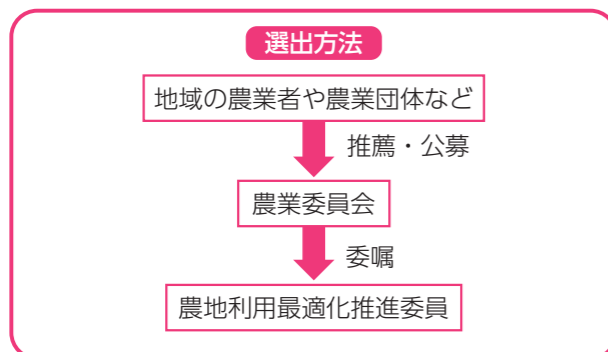 選出方法
地域の農業者や農業団体など
推薦・公募
農業委員会
委嘱
農地利用最適化推進委員